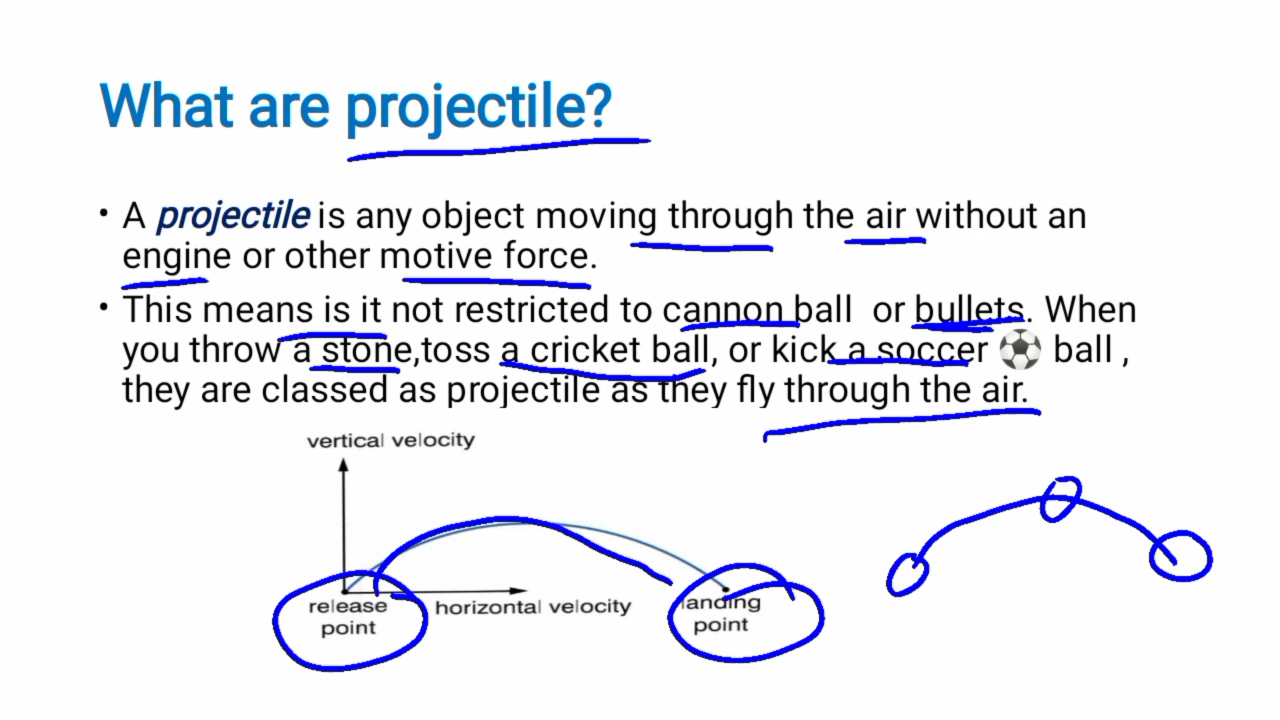 What are projectile?
• A projectile is any object moving through the air without an
engine or other motive force.
• This means is it not restricted to cannon ball or bullets. When
you throw a stone,toss a cricket ball, or kick a soccer ⚽ ball ,
they are classed as projectile as they fly through the air.
vertical velocity
release
point
horizontal velocity
landing
point